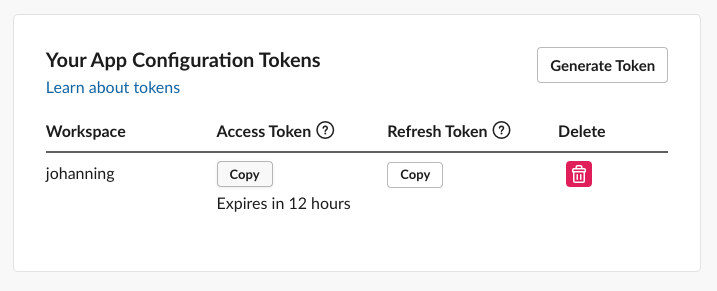 Your App Configuration Tokens
Generate Token
Learn about tokens
Workspace Access Token ? Refresh Token ? Delete
johanning Copy Copy
Expires in 12 hours